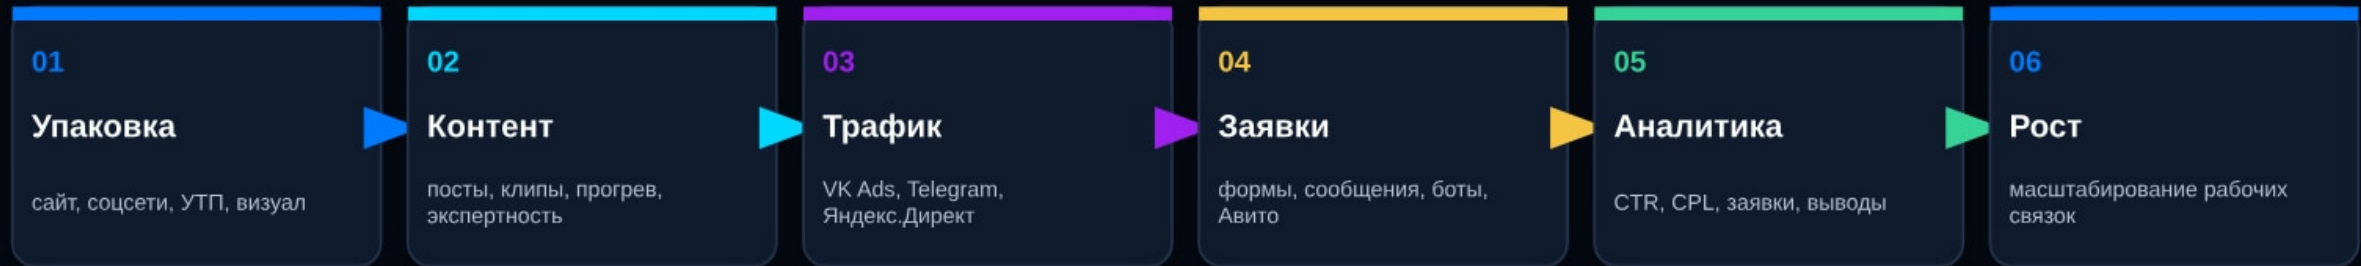 01
Упаковка
сайт, соцсети, УТП, визуал
02
Контент
посты, клипы, прогрев,
экспертность
03
Трафик
VK Ads, Telegram,
Яндекс.Директ
04
Заявки
формы, сообщения, боты,
Авито
05
Аналитика
CTR, CPL, заявки, выводы
06
Рост
масштабирование рабочих
связок